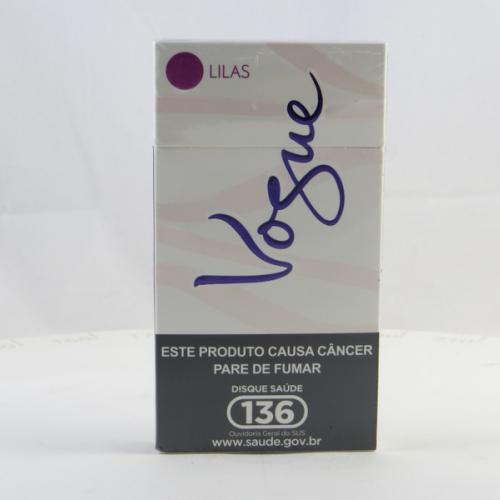 LILAS
Vogue
ESTE PRODUTO CAUSA CÂNCER
PARE DE FUMAR
DISQUE SAÚDE
136
Ouvidoria Geral do SUS
www.saude.gov.br